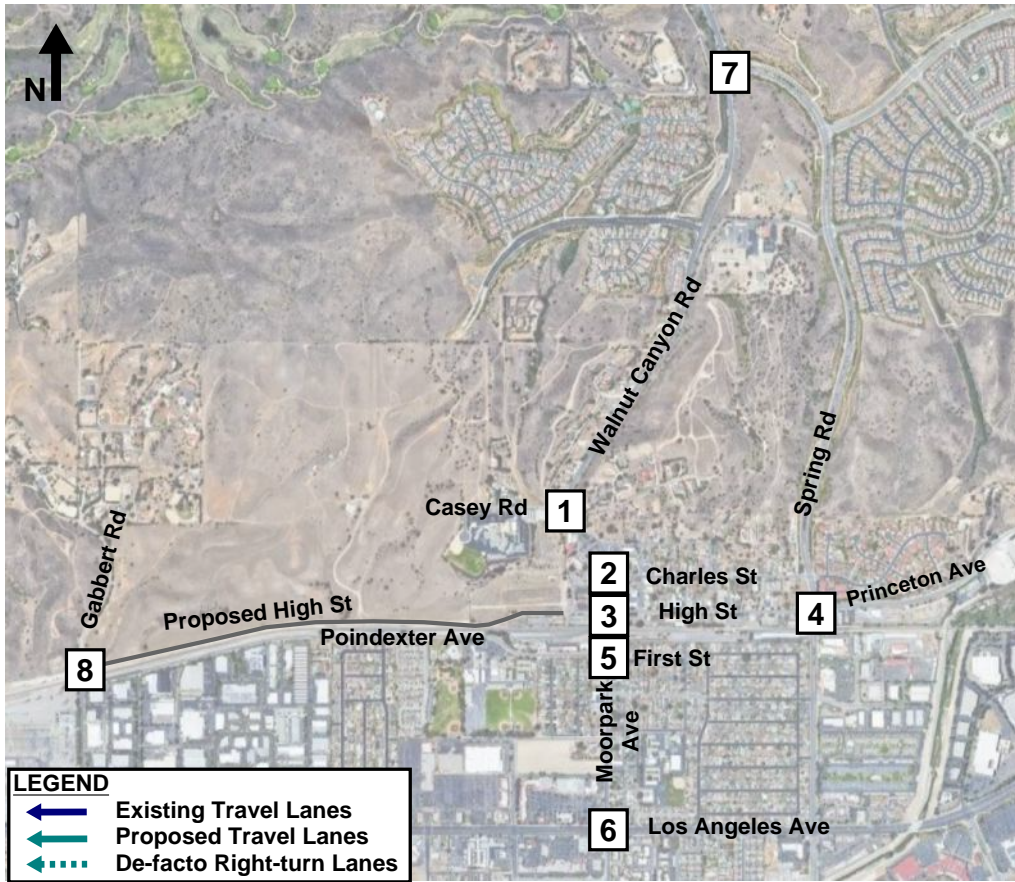 N
7
Walnut Canyon Rd
Spring Rd
Casey Rd
1
2
Charles St
Gabbert Rd
Princeton Ave
Proposed High St
3
High St
4
Poindexter Ave
8
5
First St
Moorpark
Ave
6
Los Angeles Ave
LEGEND
Existing Travel Lanes
Proposed Travel Lanes
De-facto Right-turn Lanes